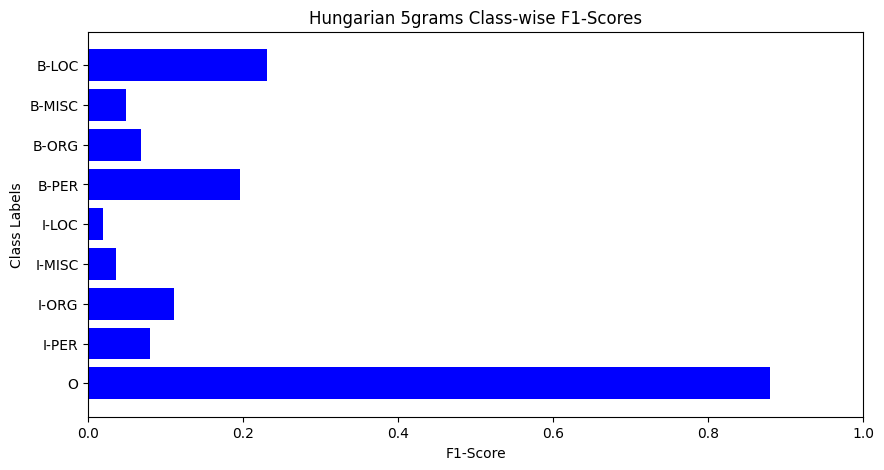 Hungarian 5grams Class-wise F1-Scores
Class Labels
B-LOC
B-MISC
B-ORG
B-PER
I-LOC
I-MISC
I-ORG
I-PER
O
0.0 0.2 0.4 0.6 0.8 1.0
F1-Score